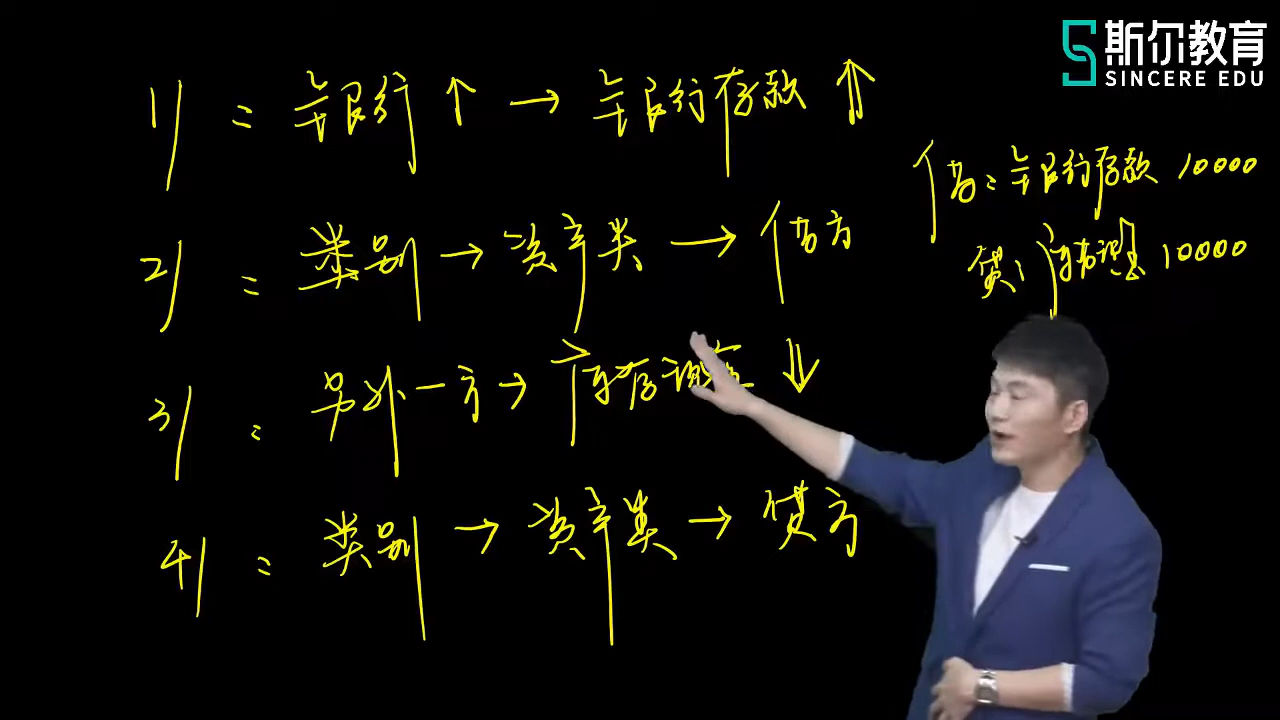 斯尔教育
SINCERE EDU
1) = 银行 ↑ → 银行存款 ⇑
借: 银行存款 10000
贷: 库存现金 10000
2) = 类别 → 资产类 → 借方
3) = 另外一方 → 库存现金 ⇓
4) = 类别 → 资产类 → 贷方